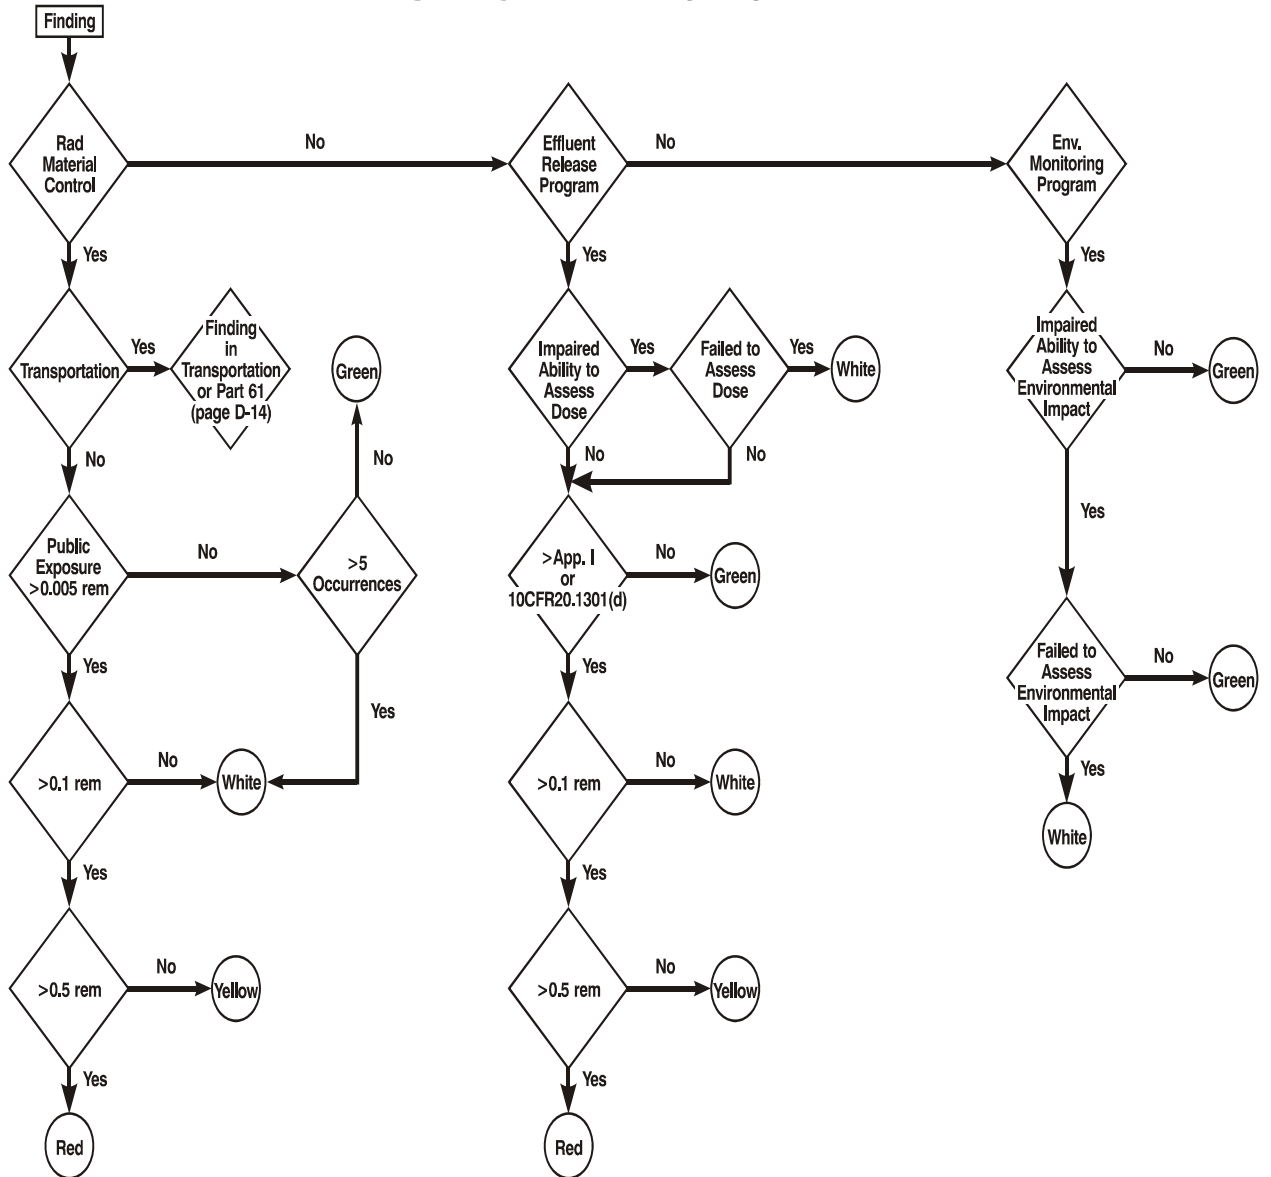 Finding
Rad
Material
Control
No
Effluent
Release
Program
No
Env.
Monitoring
Program
Yes
Yes
Yes
Transportation
Yes
Finding
in
Transportation
or Part 61
(page D-14)
Green
Impaired
Ability to
Assess
Dose
Yes
Failed to
Assess
Dose
Yes
White
Impaired
Ability to
Assess
Environmental
Impact
No
Green
No
No
No
No
Yes
Public
Exposure
>0.005 rem
No
>5
Occurrences
>App. I
or
10CFR20.1301(d)
No
Green
Yes
Yes
Yes
Failed to
Assess
Environmental
Impact
No
Green
>0.1 rem
No
White
>0.1 rem
No
White
Yes
White
Yes
Yes
>0.5 rem
No
Yellow
>0.5 rem
No
Yellow
Yes
Yes
Red
Red